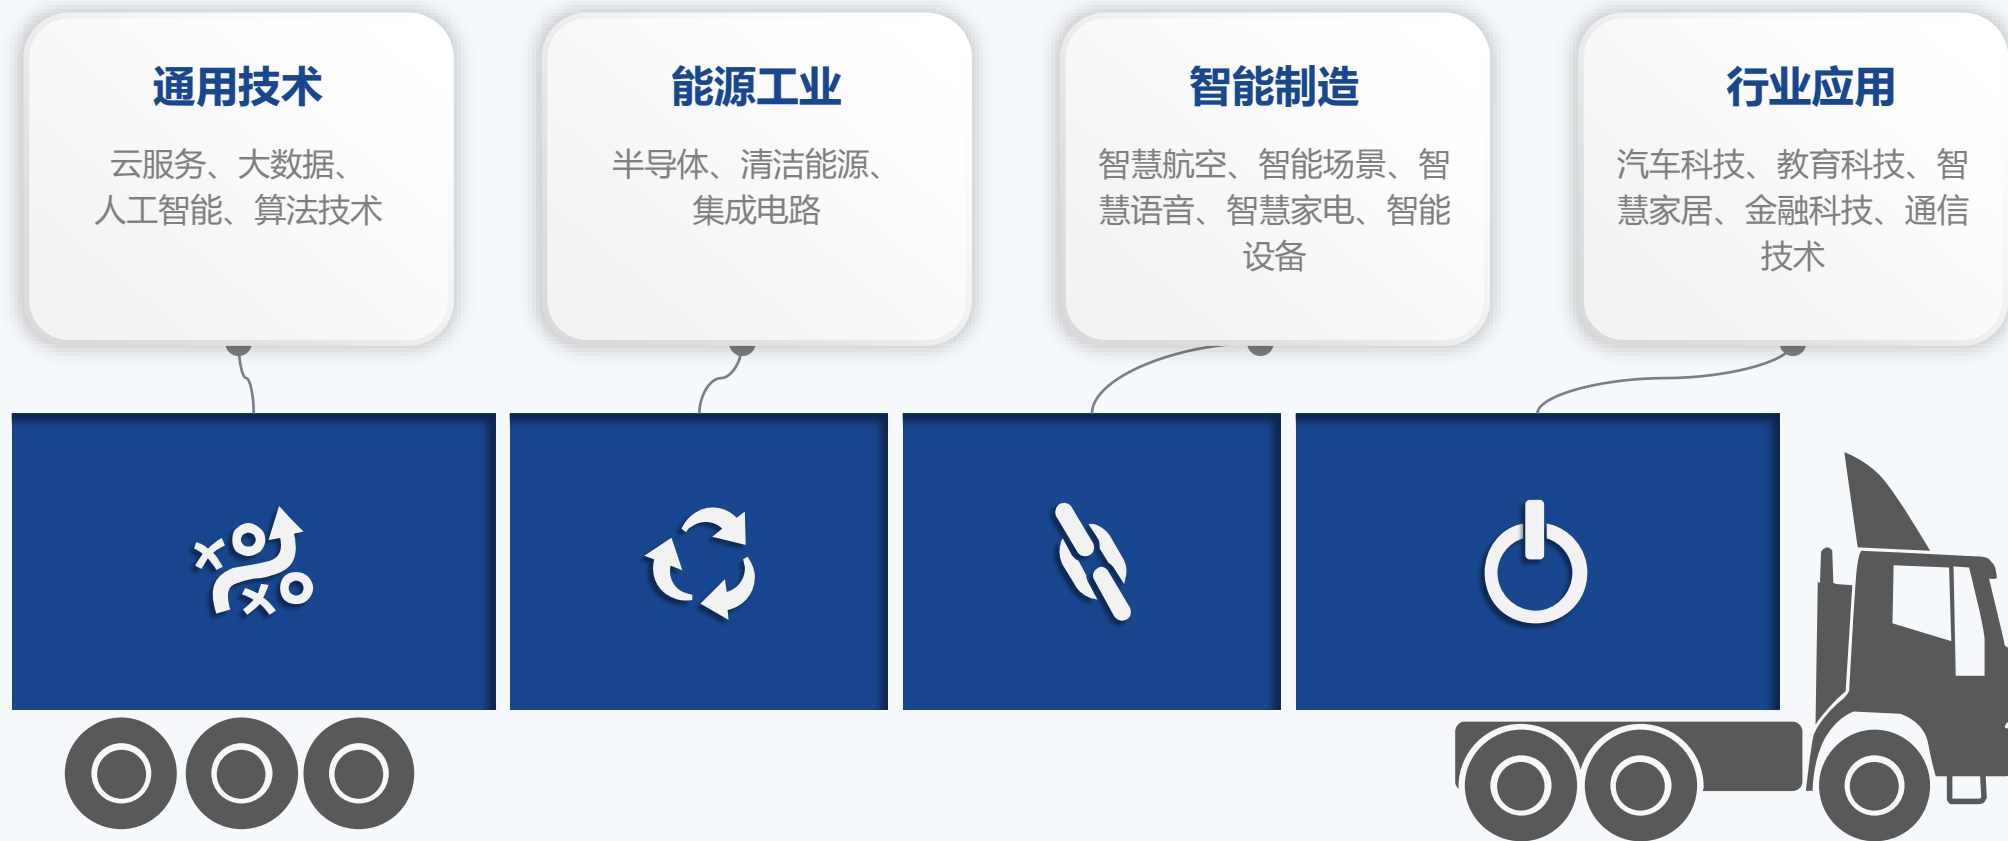 通用技术
云服务、大数据、
人工智能、算法技术
能源工业
半导体、清洁能源、
集成电路
智能制造
智慧航空、智能场景、智
慧语音、智慧家电、智能
设备
行业应用
汽车科技、教育科技、智
慧家居、金融科技、通信
技术